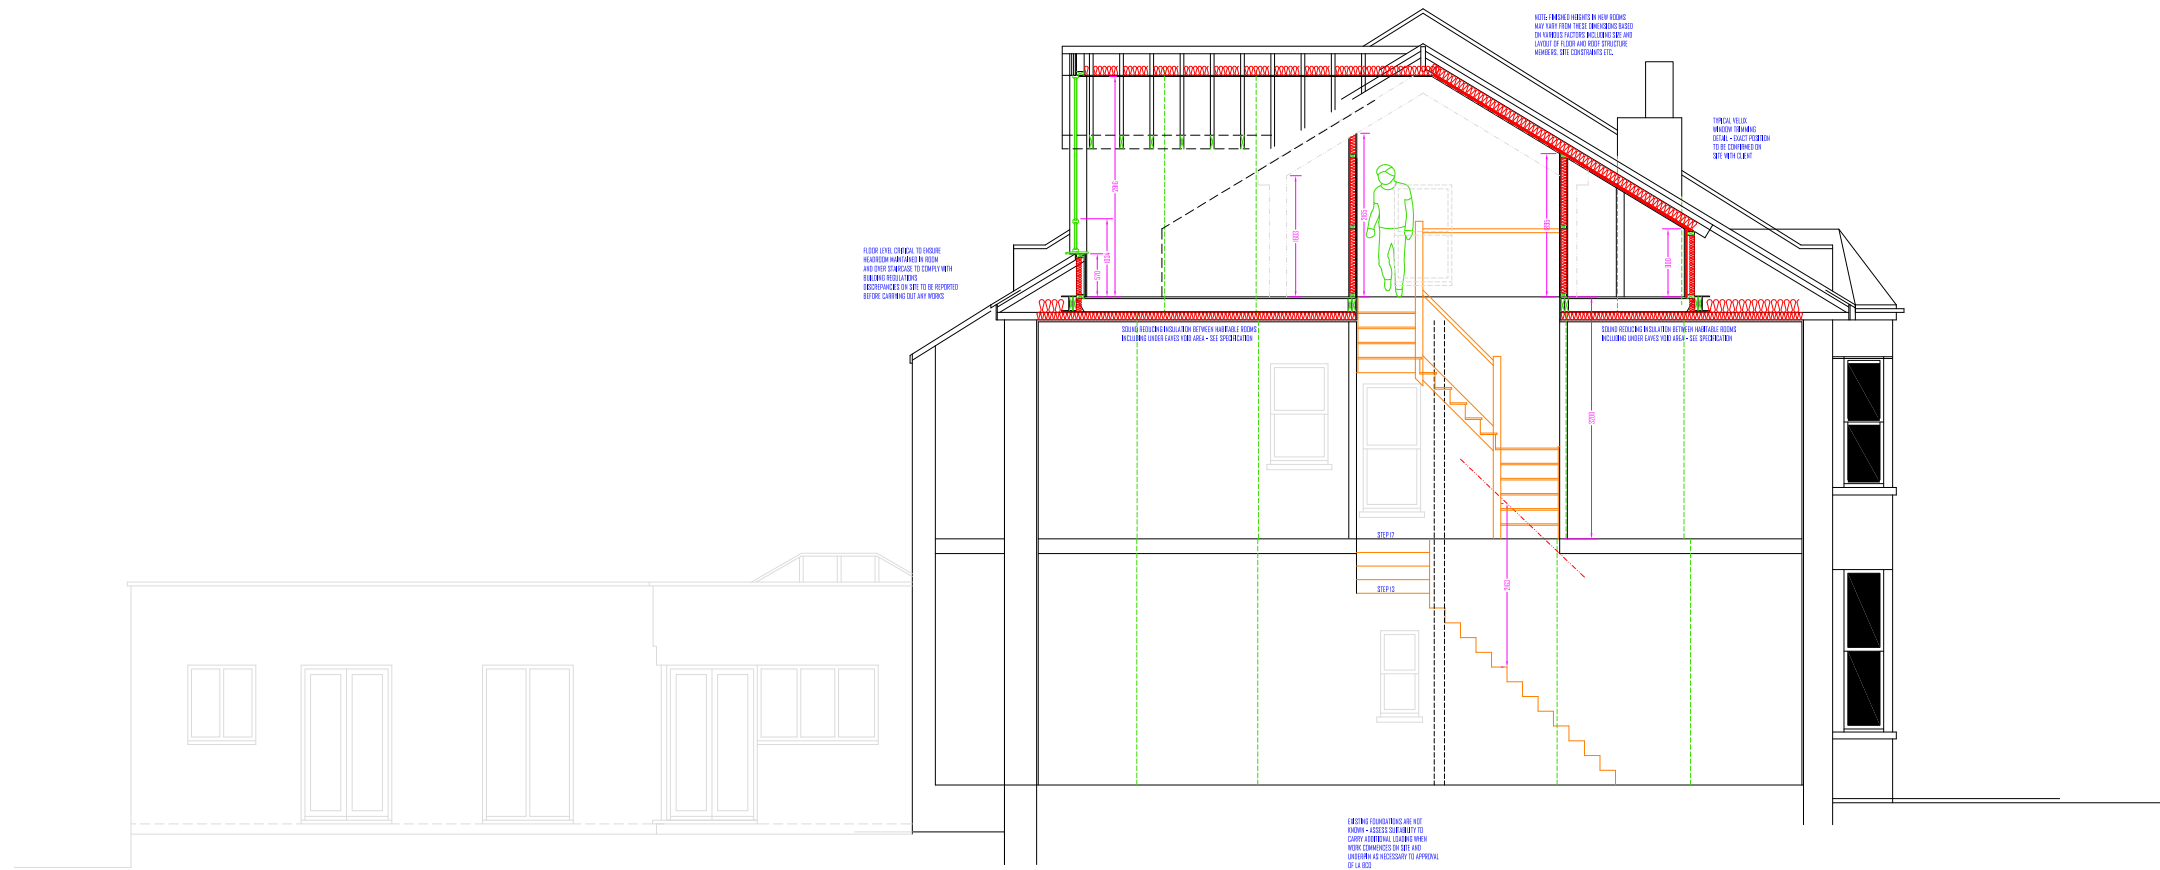 NOTE: FINISHED HEIGHTS IN NEW ROOMS
MAY VARY FROM THESE DIMENSIONS BASED
ON VARIOUS FACTORS INCLUDING SIZE AND
LAYOUT OF FLOOR AND ROOF STRUCTURE
MEMBERS, SITE CONSTRAINTS ETC.
TYPICAL VELUX
WINDOW TRIMMING
DETAIL - EXACT POSITION
TO BE CONFIRMED ON
SITE WITH CLIENT
FLOOR LEVEL CRITICAL TO ENSURE
HEADROOM MAINTAINED IN ROOM
AND OVER STAIRCASE TO COMPLY WITH
BUILDING REGULATIONS
DISCREPANCIES ON SITE TO BE REPORTED
BEFORE CARRYING OUT ANY WORKS
570
1034
1603
900
SOUND REDUCING INSULATION BETWEEN HABITABLE ROOMS
INCLUDING UNDER EAVES VOID AREA - SEE SPECIFICATION
SOUND REDUCING INSULATION BETWEEN HABITABLE ROOMS
INCLUDING UNDER EAVES VOID AREA - SEE SPECIFICATION
3200
STEP 17
STEP 13
EXISTING FOUNDATIONS ARE NOT
KNOWN - ASSESS SUITABILITY TO
CARRY ADDITIONAL LOADING WHEN
WORK COMMENCES ON SITE AND
UNDERPIN AS NECESSARY TO APPROVAL
OF LA BCO